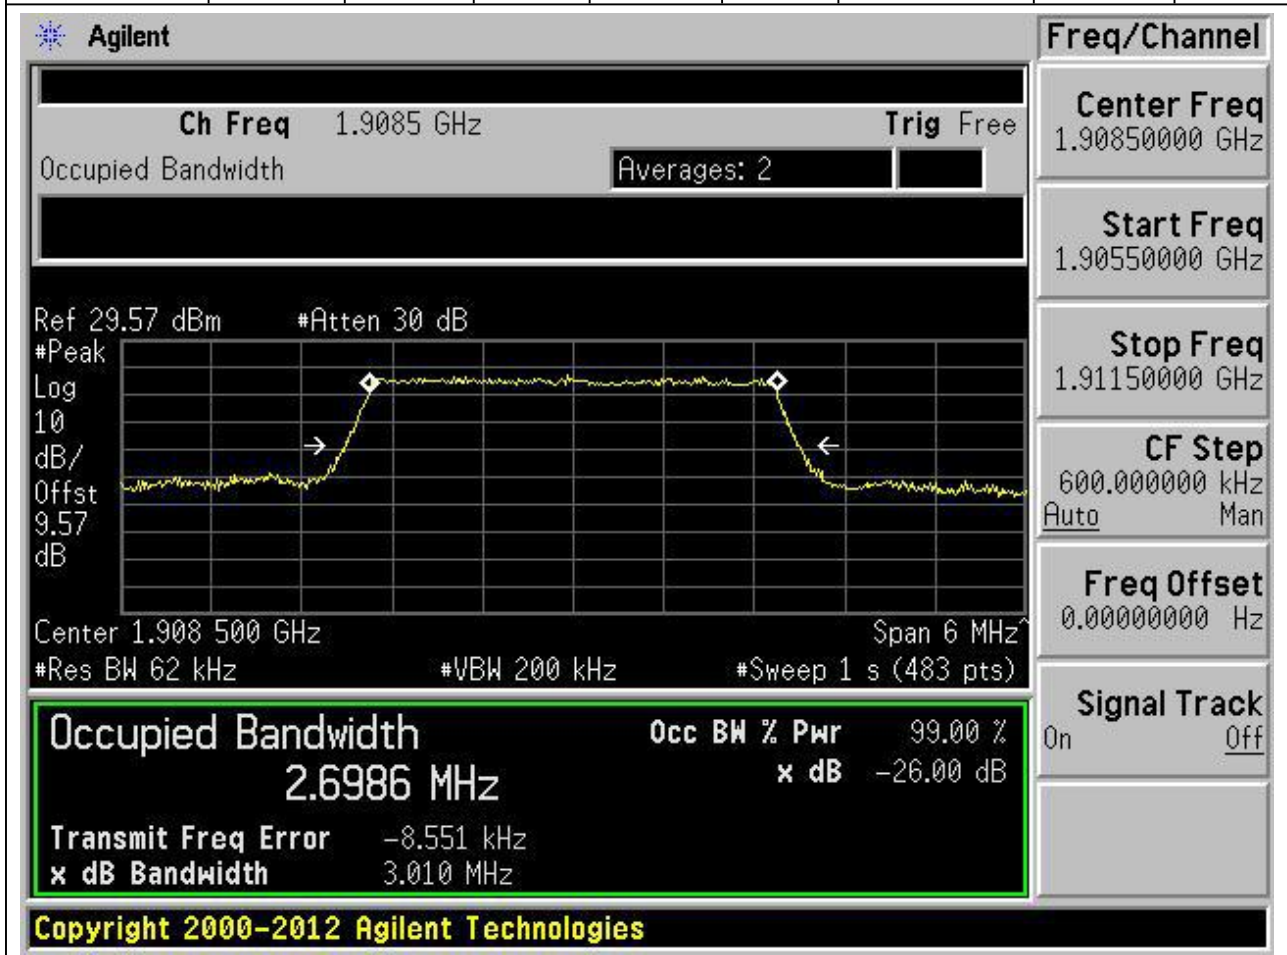 Agilent
Freq/Channel
Ch Freq 1.9085 GHz Trig Free
Occupied Bandwidth Averages: 2
Center Freq
1.90850000 GHz
Start Freq
1.90550000 GHz
Stop Freq
1.91150000 GHz
CF Step
600.000000 kHz
Auto Man
Freq Offset
0.00000000 Hz
Signal Track
On Off
Ref 29.57 dBm #Atten 30 dB
#Peak
Log
10
dB/
Offst
9.57
dB
Center 1.908 500 GHz Span 6 MHz^
#Res BW 62 kHz #VBW 200 kHz #Sweep 1 s (483 pts)
Occupied Bandwidth Occ BW % Pwr 99.00 %
2.6986 MHz x dB -26.00 dB
Transmit Freq Error -8.551 kHz
x dB Bandwidth 3.010 MHz
Copyright 2000-2012 Agilent Technologies